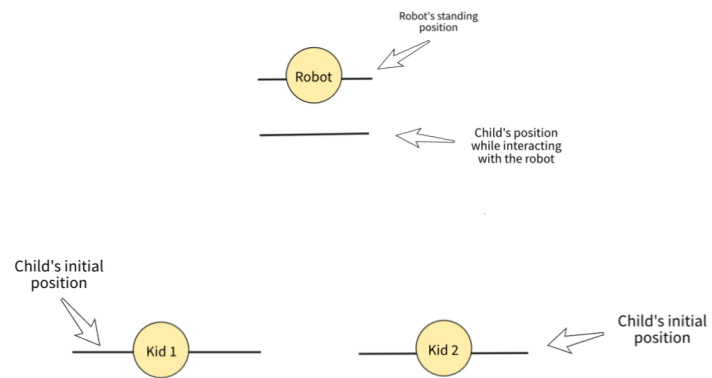 Robot's standing
position
Robot
Child's position
while interacting
with the robot
Child's initial
position
Kid 1
Kid 2
Child's initial
position